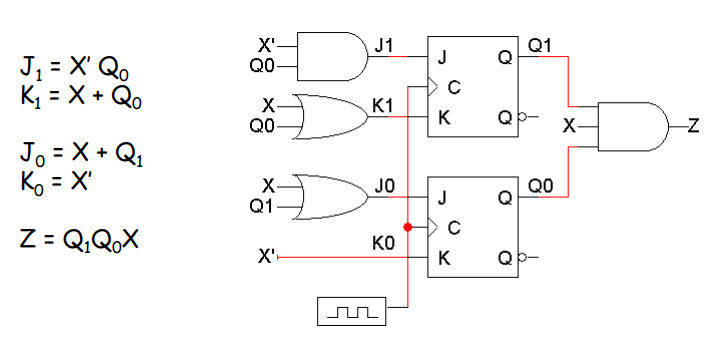 J₁ = X' Q₀
K₁ = X + Q₀
J₀ = X + Q₁
K₀ = X'
Z = Q₁Q₀X
X' J1 Q1
Q0 J Q
C
X K1 K Q
Q0 X Z
X J0 Q0
Q1 J Q
C
K0
X' K Q